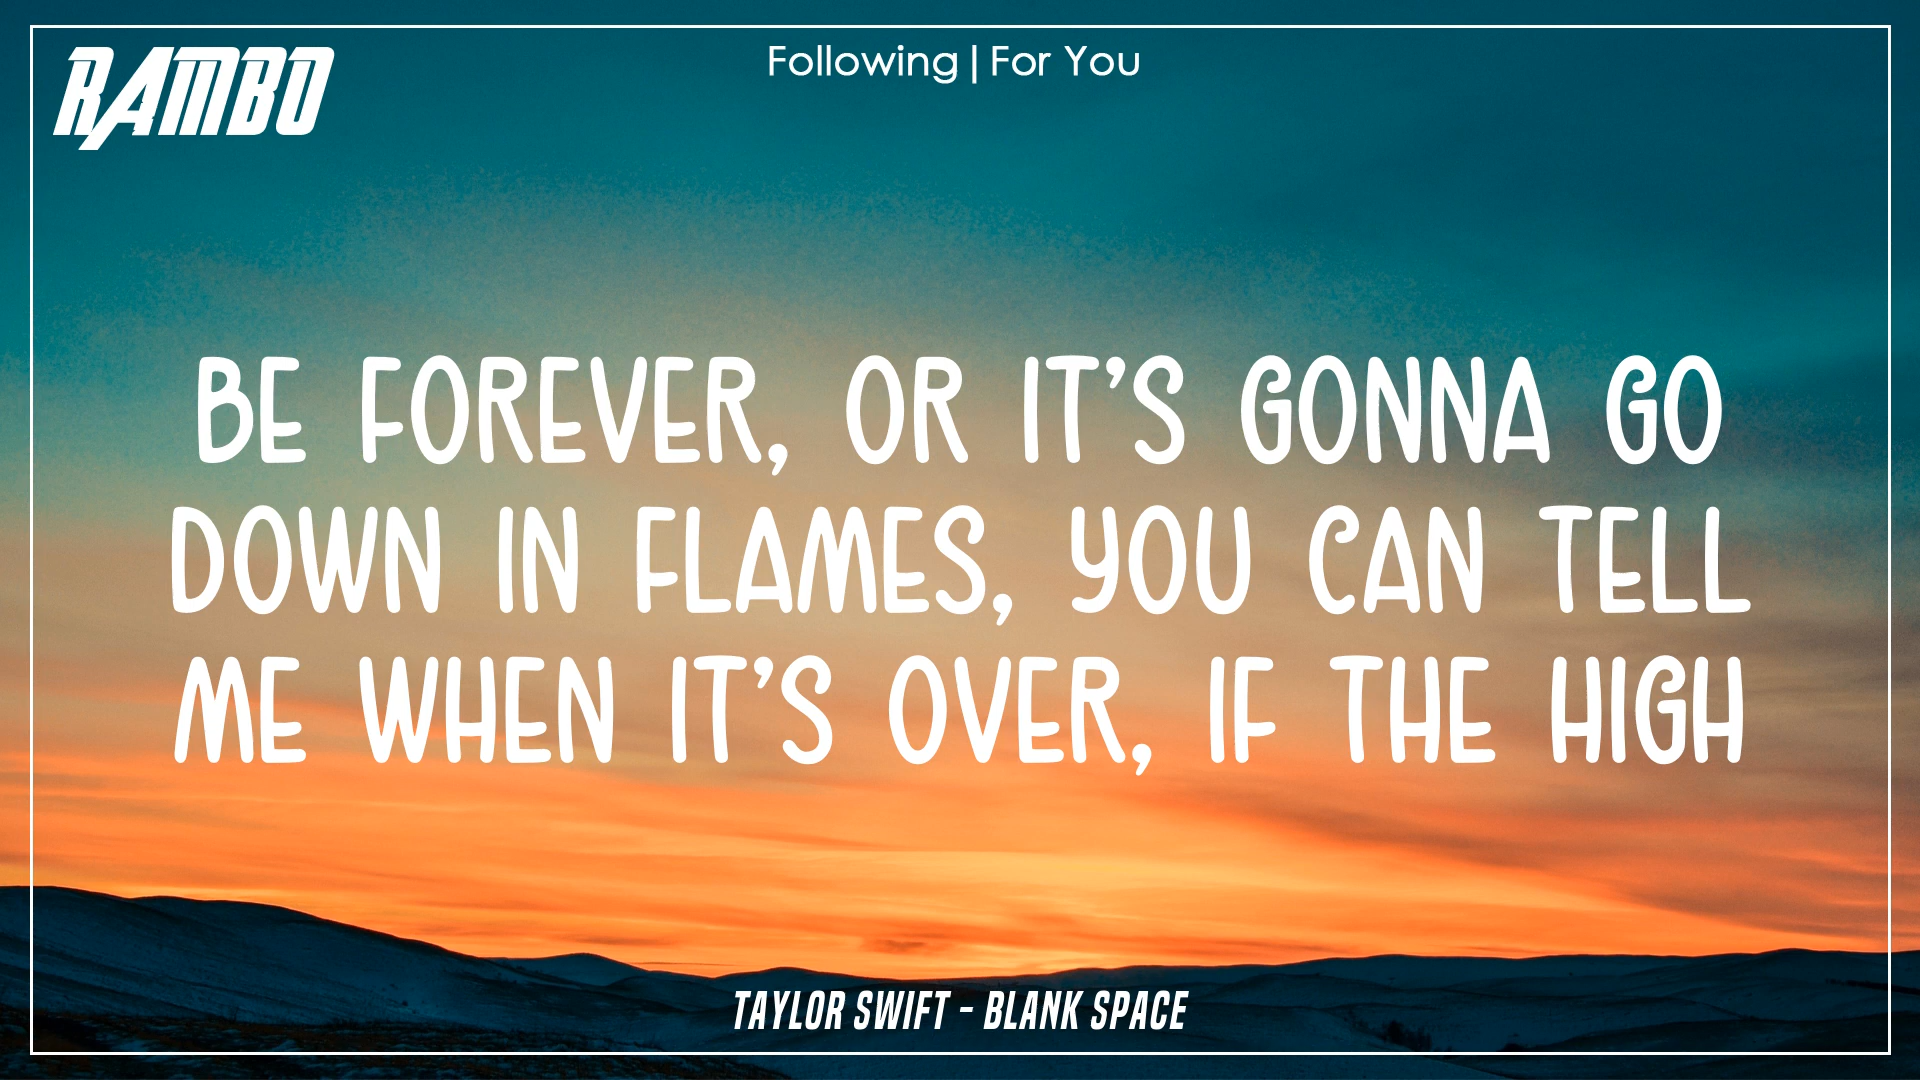 RAMBO
Following | For You
BE FOREVER, OR IT'S GONNA GO
DOWN IN FLAMES, YOU CAN TELL
ME WHEN IT'S OVER, IF THE HIGH
TAYLOR SWIFT - BLANK SPACE